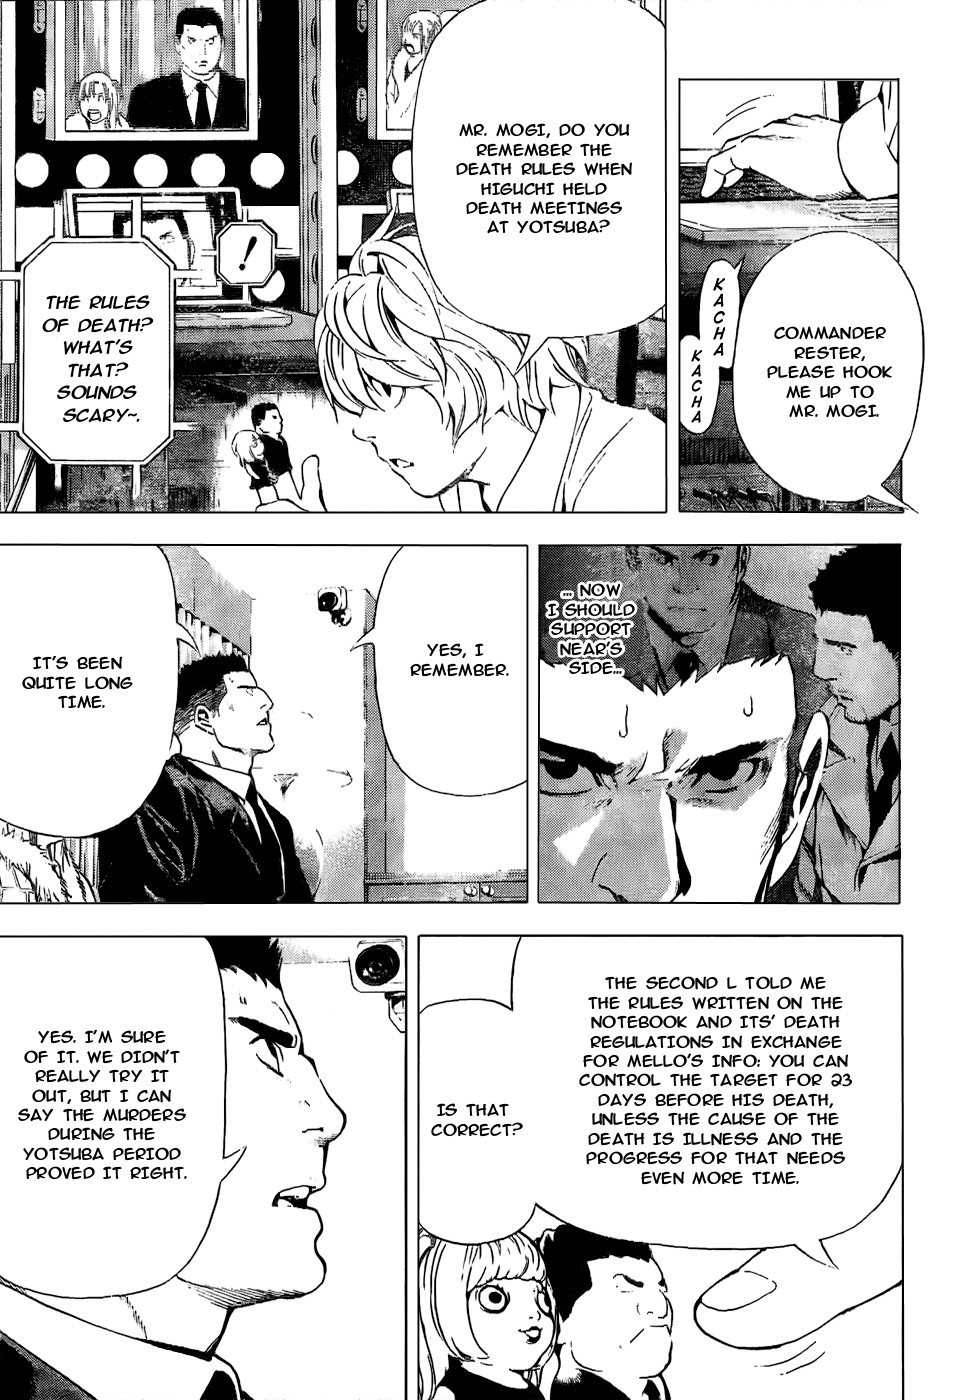 COMMANDER
RESTER,
PLEASE HOOK
ME UP TO
MR. MOGI.
KACHA
KACHA
MR. MOGI, DO YOU
REMEMBER THE
DEATH RULES WHEN
HIGUCHI HELD
DEATH MEETINGS
AT YOTSUBA?
!
THE RULES
OF DEATH?
WHAT'S
THAT?
SOUNDS
SCARY~.
... NOW
I SHOULD
SUPPORT
NEAR'S
SIDE...
YES, I
REMEMBER.
IT'S BEEN
QUITE LONG
TIME.
THE SECOND L TOLD ME
THE RULES WRITTEN ON THE
NOTEBOOK AND ITS' DEATH
REGULATIONS IN EXCHANGE
FOR MELLO'S INFO: YOU CAN
CONTROL THE TARGET FOR 23
DAYS BEFORE HIS DEATH,
UNLESS THE CAUSE OF THE
DEATH IS ILLNESS AND THE
PROGRESS FOR THAT NEEDS
EVEN MORE TIME.
IS THAT
CORRECT?
YES. I'M SURE
OF IT. WE DIDN'T
REALLY TRY IT
OUT, BUT I CAN
SAY THE MURDERS
DURING THE
YOTSUBA PERIOD
PROVED IT RIGHT.